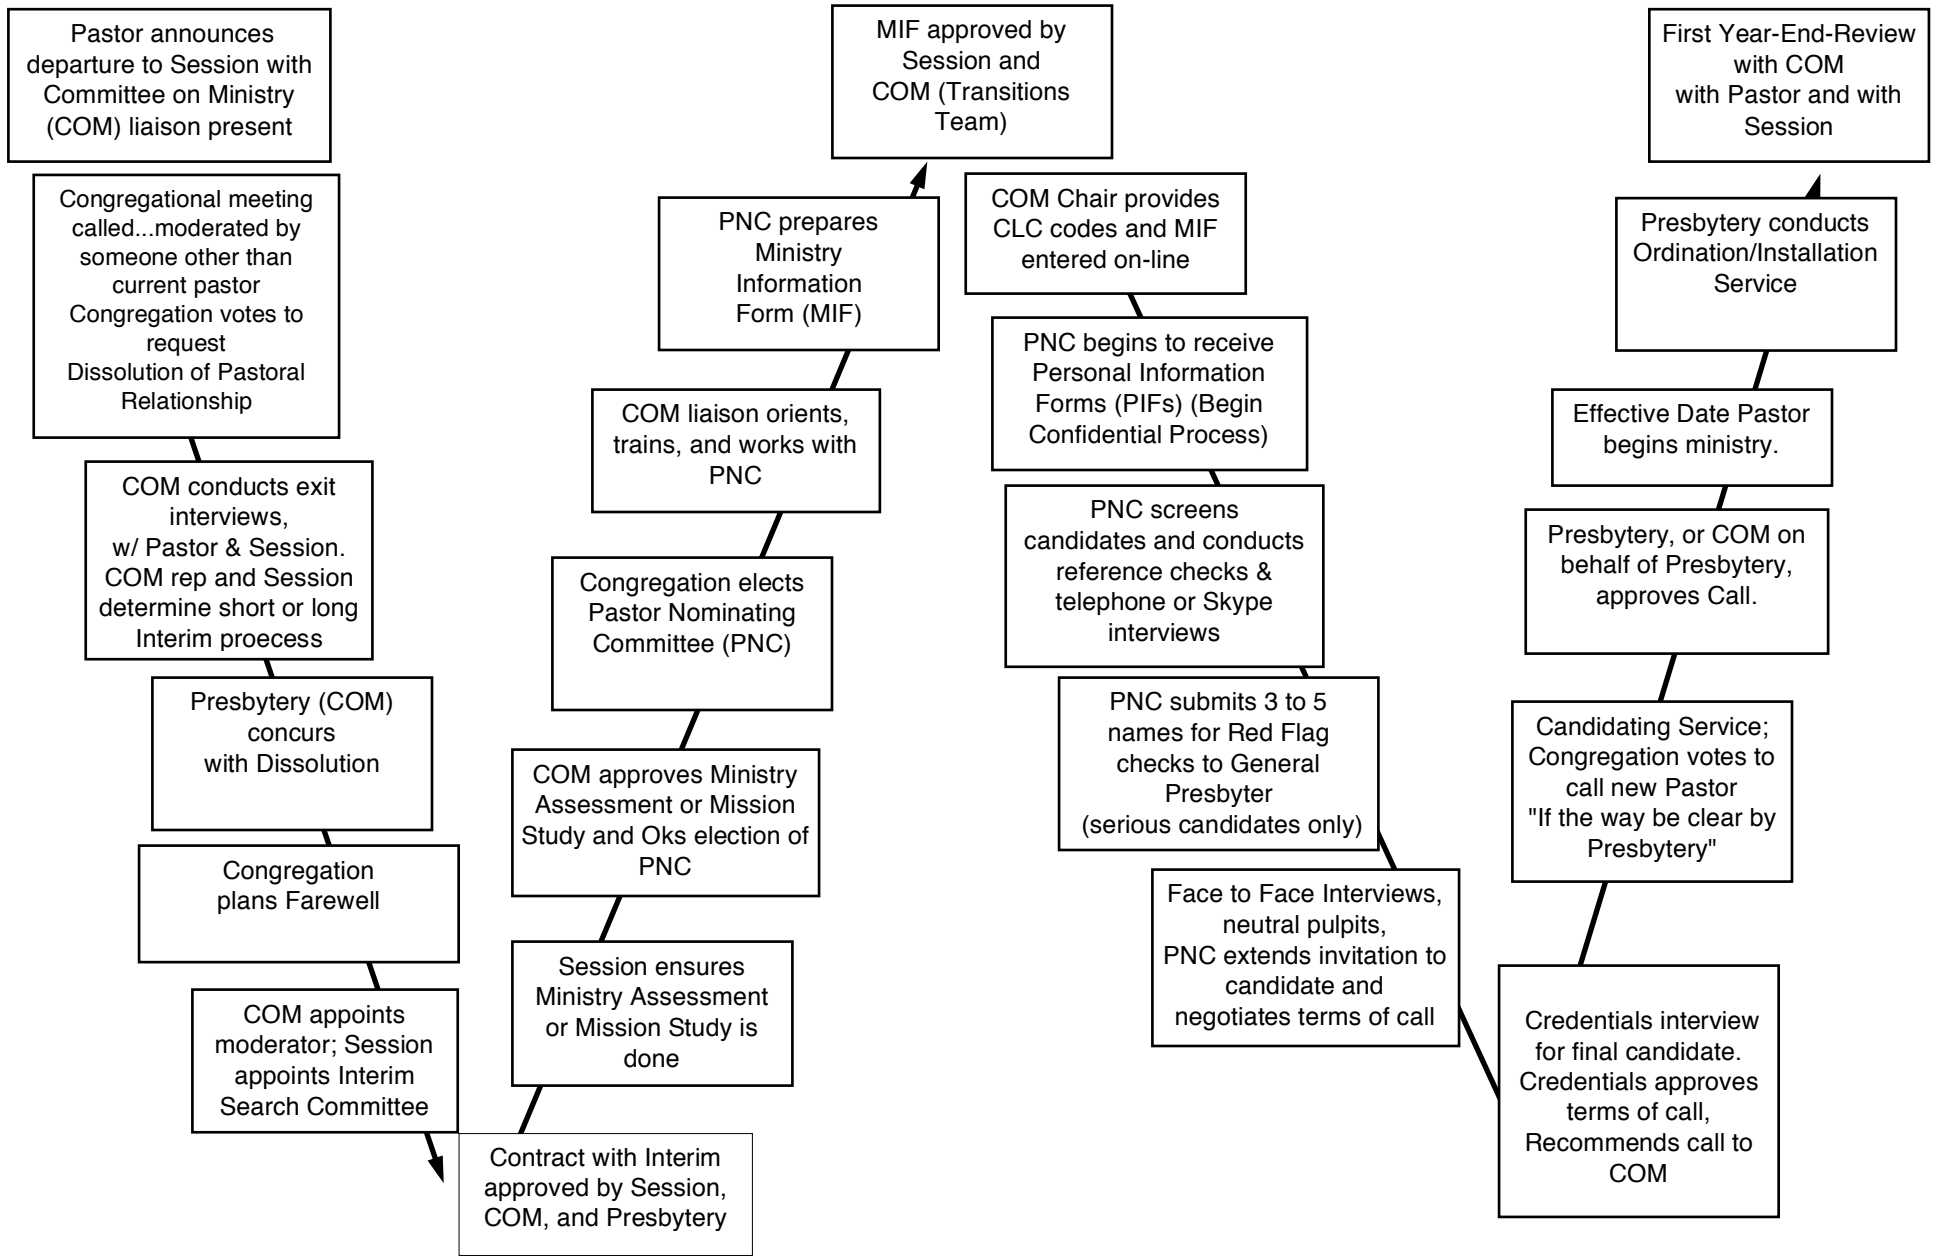 Pastor announces
departure to Session with
Committee on Ministry
(COM) liaison present
Congregational meeting
called...moderated by
someone other than
current pastor
Congregation votes to
request
Dissolution of Pastoral
Relationship
COM conducts exit
interviews,
w/ Pastor & Session.
COM rep and Session
determine short or long
Interim proecess
Presbytery (COM)
concurs
with Dissolution
Congregation
plans Farewell
COM appoints
moderator; Session
appoints Interim
Search Committee
Contract with Interim
approved by Session,
COM, and Presbytery
Session ensures
Ministry Assessment
or Mission Study is
done
COM approves Ministry
Assessment or Mission
Study and Oks election of
PNC
Congregation elects
Pastor Nominating
Committee (PNC)
COM liaison orients,
trains, and works with
PNC
PNC prepares
Ministry
Information
Form (MIF)
MIF approved by
Session and
COM (Transitions
Team)
COM Chair provides
CLC codes and MIF
entered on-line
PNC begins to receive
Personal Information
Forms (PIFs) (Begin
Confidential Process)
PNC screens
candidates and conducts
reference checks &
telephone or Skype
interviews
PNC submits 3 to 5
names for Red Flag
checks to General
Presbyter
(serious candidates only)
Face to Face Interviews,
neutral pulpits,
PNC extends invitation to
candidate and
negotiates terms of call
Credentials interview
for final candidate.
Credentials approves
terms of call,
Recommends call to
COM
Candidating Service;
Congregation votes to
call new Pastor
"If the way be clear by
Presbytery"
Presbytery, or COM on
behalf of Presbytery,
approves Call.
Effective Date Pastor
begins ministry.
Presbytery conducts
Ordination/Installation
Service
First Year-End-Review
with COM
with Pastor and with
Session